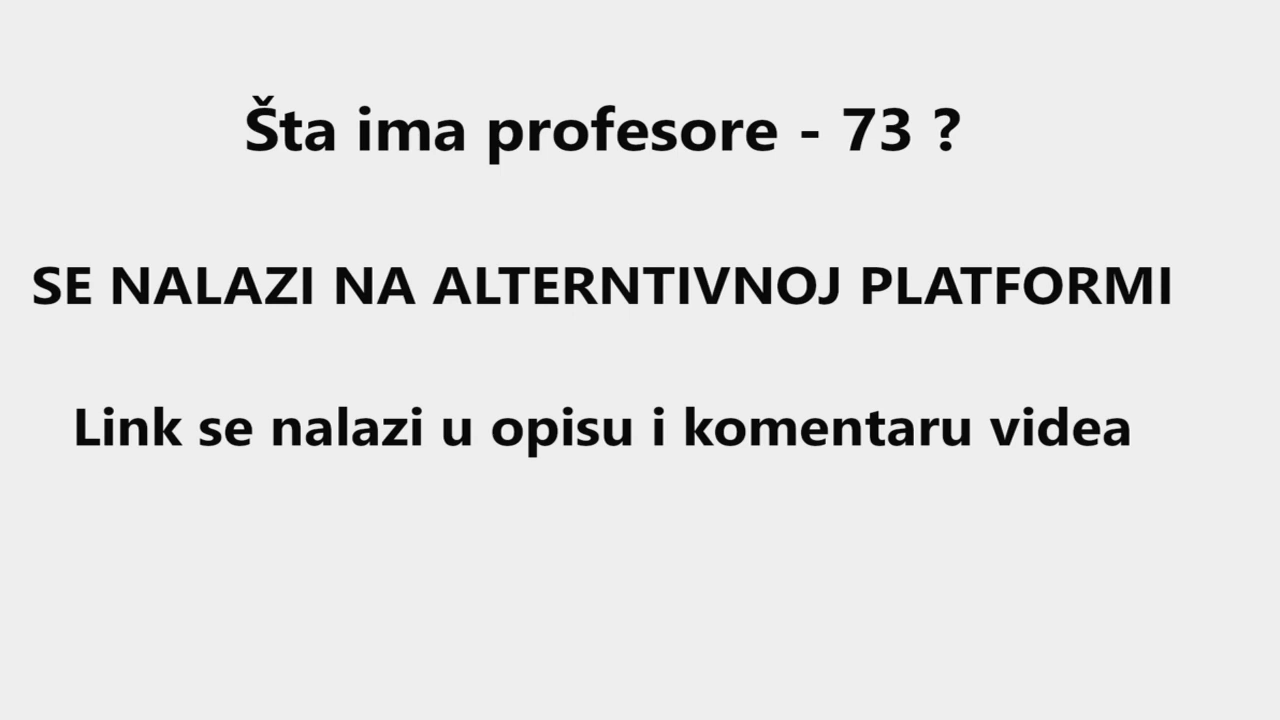 Šta ima profesore - 73 ?
SE NALAZI NA ALTERNTIVNOJ PLATFORMI
Link se nalazi u opisu i komentaru videa